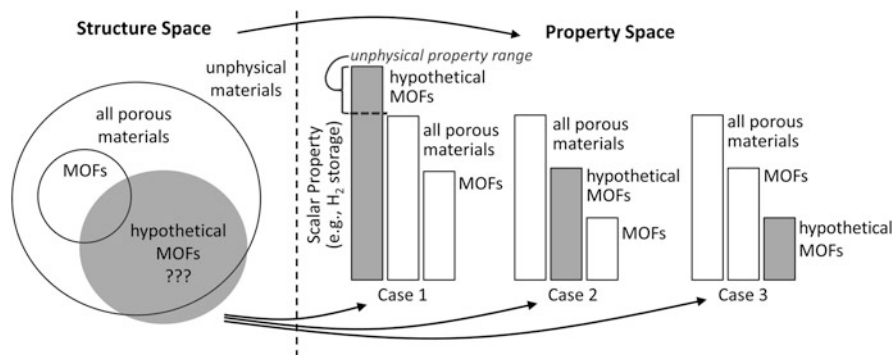 Structure Space
Property Space
unphysical
materials
all porous
materials
MOFs
hypothetical
MOFs
???
Scalar Property
(e.g., H₂ storage)
unphysical property range
hypothetical
MOFs
all porous
materials
MOFs
Case 1
all porous
materials
hypothetical
MOFs
MOFs
Case 2
all porous
materials
MOFs
hypothetical
MOFs
Case 3